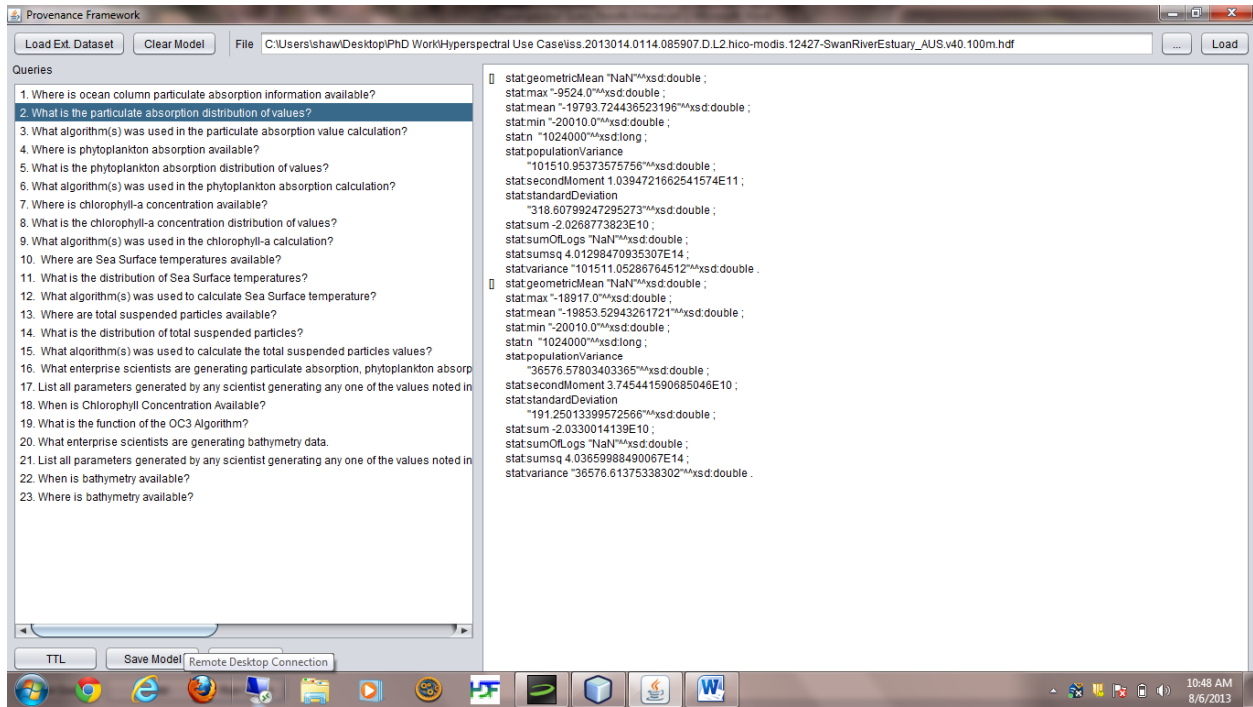 Provenance Framework
Load Ext. Dataset
Clear Model
File
C:\Users\shaw\Desktop\PhD Work\Hyperspectral Use Case\iss.2013014.0114.085907.D.L2.hico-modis.12427-SwanRiverEstuary_AUS.v40.100m.hdf
...
Load
Queries
1. Where is ocean column particulate absorption information available?
2. What is the particulate absorption distribution of values?
3. What algorithm(s) was used in the particulate absorption value calculation?
4. Where is phytoplankton absorption available?
5. What is the phytoplankton absorption distribution of values?
6. What algorithm(s) was used in the phytoplankton absorption calculation?
7. Where is chlorophyll-a concentration available?
8. What is the chlorophyll-a concentration distribution of values?
9. What algorithm(s) was used in the chlorophyll-a calculation?
10. Where are Sea Surface temperatures available?
11. What is the distribution of Sea Surface temperatures?
12. What algorithm(s) was used to calculate Sea Surface temperature?
13. Where are total suspended particles available?
14. What is the distribution of total suspended particles?
15. What algorithm(s) was used to calculate the total suspended particles values?
16. What enterprise scientists are generating particulate absorption, phytoplankton absorp
17. List all parameters generated by any scientist generating any one of the values noted in
18. When is Chlorophyll Concentration Available?
19. What is the function of the OC3 Algorithm?
20. What enterprise scientists are generating bathymetry data.
21. List all parameters generated by any scientist generating any one of the values noted in
22. When is bathymetry available?
23. Where is bathymetry available?
[] stat:geometricMean "NaN"^^xsd:double ;
stat:max "-9524.0"^^xsd:double ;
stat:mean "-19793.724436523196"^^xsd:double ;
stat:min "-20010.0"^^xsd:double ;
stat:n "1024000"^^xsd:long ;
stat:populationVariance
"101510.95373575756"^^xsd:double ;
stat:secondMoment 1.0394721662541574E11 ;
stat:standardDeviation
"318.60799247295273"^^xsd:double ;
stat:sum -2.0268773823E10 ;
stat:sumOfLogs "NaN"^^xsd:double ;
stat:sumsq 4.01298470935307E14 ;
stat:variance "101511.05286764512"^^xsd:double .
[] stat:geometricMean "NaN"^^xsd:double ;
stat:max "-18917.0"^^xsd:double ;
stat:mean "-19853.52943261721"^^xsd:double ;
stat:min "-20010.0"^^xsd:double ;
stat:n "1024000"^^xsd:long ;
stat:populationVariance
"36576.57803403365"^^xsd:double ;
stat:secondMoment 3.745441590685046E10 ;
stat:standardDeviation
"191.25013399572566"^^xsd:double ;
stat:sum -2.0330014139E10 ;
stat:sumOfLogs "NaN"^^xsd:double ;
stat:sumsq 4.03659988490067E14 ;
stat:variance "36576.61375338302"^^xsd:double .
TTL
Save Model
Remote Desktop Connection
HDF
W
10:48 AM
8/6/2013